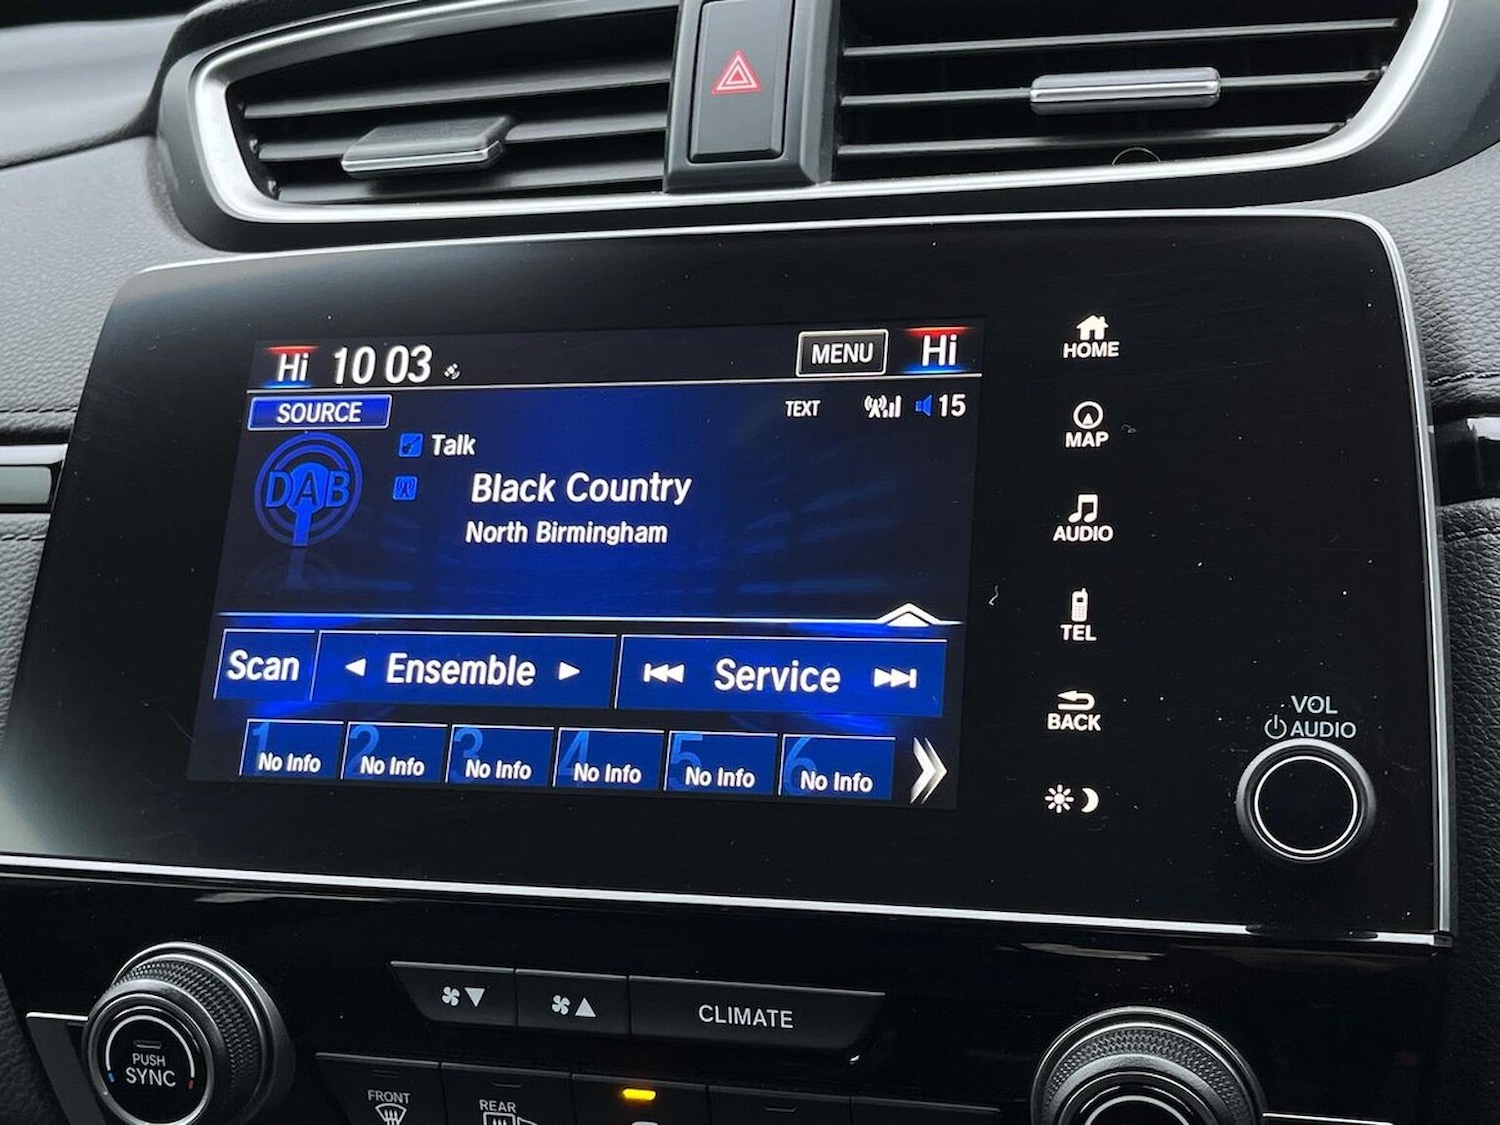 Hi 10 03 MENU Hi
SOURCE TEXT 15
DAB
Talk
Black Country
North Birmingham
Scan Ensemble Service
1 No Info 2 No Info 3 No Info 4 No Info 5 No Info 6 No Info
HOME
MAP
AUDIO
TEL
BACK
VOL
AUDIO
CLIMATE
PUSH
SYNC
FRONT
REAR